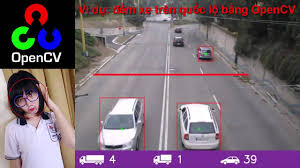 Ví dụ: đếm xe trên quốc lộ bằng OpenCV
OpenCV
4
1
39